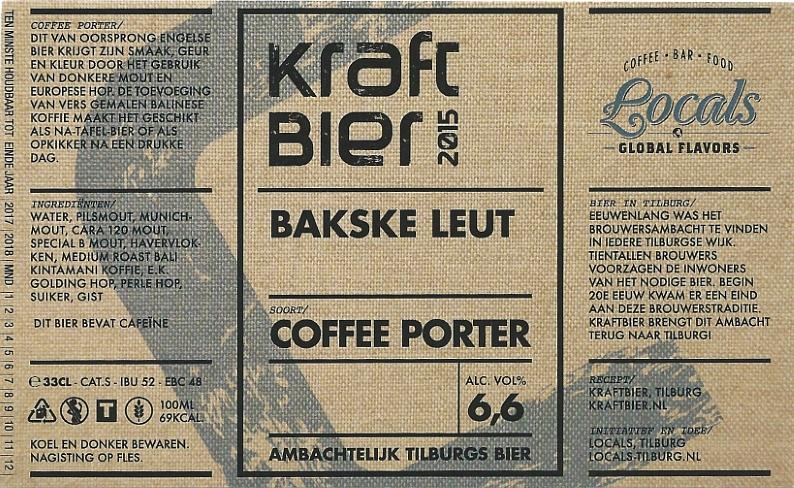 TEN MINSTE HOUDBAAR TOT EINDE JAAR 2017 / 2018 | MND | 1 | 2 | 3 | 4 | 5 | 6 | 7 | 8 | 9 | 10 | 11 | 12
COFFEE PORTER/
DIT VAN OORSPRONG ENGELSE
BIER KRIJGT ZIJN SMAAK, GEUR
EN KLEUR DOOR HET GEBRUIK
VAN DONKERE MOUT EN
EUROPESE HOP. DE TOEVOEGING
VAN VERS GEMALEN BALINESE
KOFFIE MAAKT HET GESCHIKT
ALS NA-TAFEL-BIER OF ALS
OPKIKKER NA EEN DRUKKE
DAG.
INGREDIËNTEN/
WATER, PILSMOUT, MUNICH-
MOUT, CARA 120 MOUT,
SPECIAL B MOUT, HAVERVLOK-
KEN, MEDIUM ROAST BALI
KINTAMANI KOFFIE, E.K.
GOLDING HOP, PERLE HOP,
SUIKER, GIST
DIT BIER BEVAT CAFEÏNE
e 33CL - CAT.S - IBU 52 - EBC 48
T
100ML
69KCAL.
KOEL EN DONKER BEWAREN.
NAGISTING OP FLES.
Kraft
Bier
2015
BAKSKE LEUT
SOORT/
COFFEE PORTER
ALC. VOL%
6,6
AMBACHTELIJK TILBURGS BIER
COFFEE · BAR · FOOD
Locals
GLOBAL FLAVORS
BIER IN TILBURG/
EEUWENLANG WAS HET
BROUWERSAMBACHT TE VINDEN
IN IEDERE TILBURGSE WIJK.
TIENTALLEN BROUWERS
VOORZAGEN DE INWONERS
VAN HET NODIGE BIER. BEGIN
20E EEUW KWAM ER EEN EIND
AAN DEZE BROUWERSTRADITIE.
KRAFTBIER BRENGT DIT AMBACHT
TERUG NAAR TILBURG!
RECEPT/
KRAFTBIER, TILBURG
KRAFTBIER.NL
INITIATIEF EN IDEE/
LOCALS, TILBURG
LOCALS-TILBURG.NL